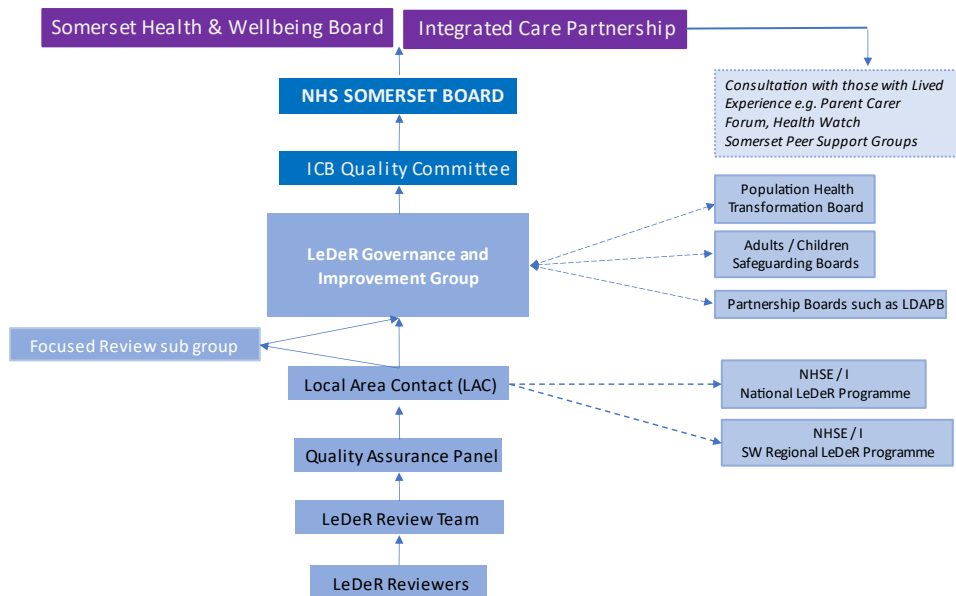 Somerset Health & Wellbeing Board
Integrated Care Partnership
NHS SOMERSET BOARD
Consultation with those with Lived
Experience e.g. Parent Carer
Forum, Health Watch
Somerset Peer Support Groups
ICB Quality Committee
Population Health
Transformation Board
LeDeR Governance and
Improvement Group
Adults / Children
Safeguarding Boards
Partnership Boards such as LDAPB
Focused Review sub group
Local Area Contact (LAC)
NHSE / I
National LeDeR Programme
NHSE / I
SW Regional LeDeR Programme
Quality Assurance Panel
LeDeR Review Team
LeDeR Reviewers